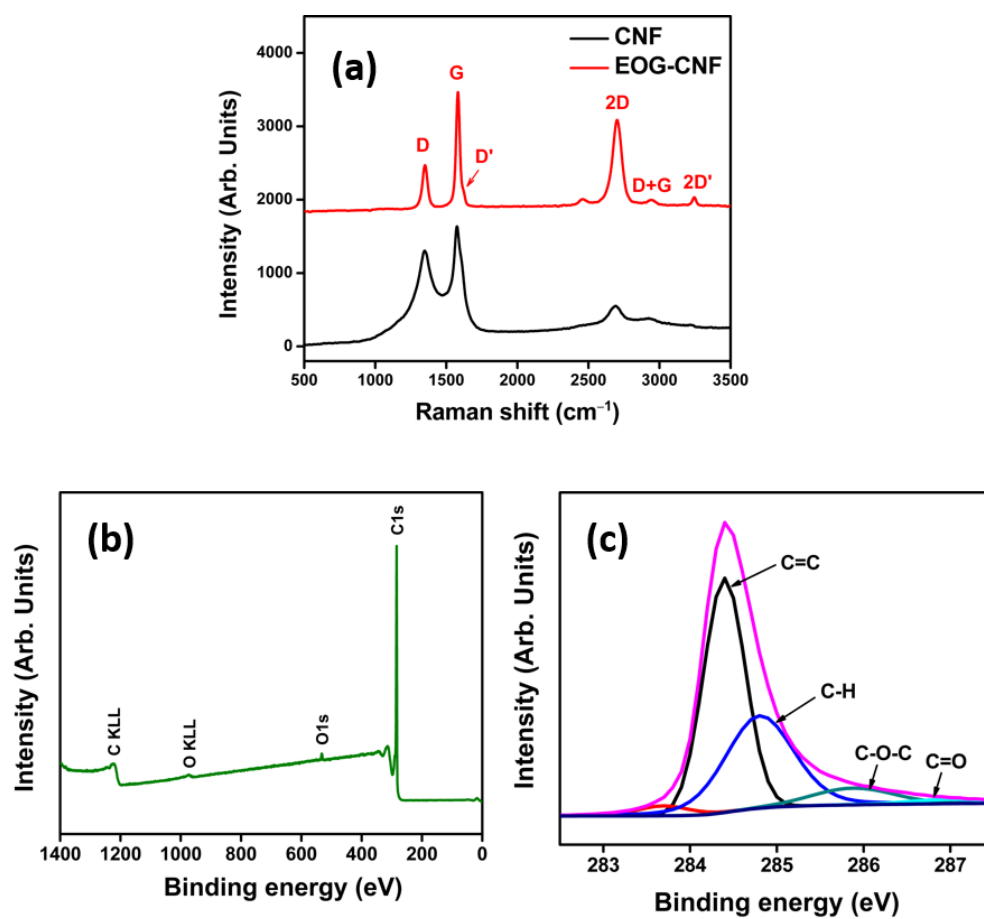 (a)
CNF
EOG-CNF
D
G
D'
2D
D+G
2D'
4000
3000
2000
1000
0
Intensity (Arb. Units)
500 1000 1500 2000 2500 3000 3500
Raman shift (cm⁻¹)
(b)
C KLL
O KLL
O1s
C1s
Intensity (Arb. Units)
1400 1200 1000 800 600 400 200 0
Binding energy (eV)
(c)
C=C
C-H
C-O-C
C=O
Intensity (Arb. Units)
283 284 285 286 287
Binding energy (eV)